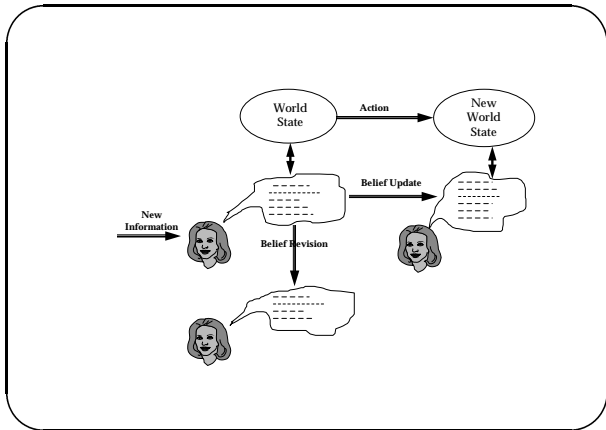 World
State
Action
New
World
State
Belief Update
New
Information
Belief Revision